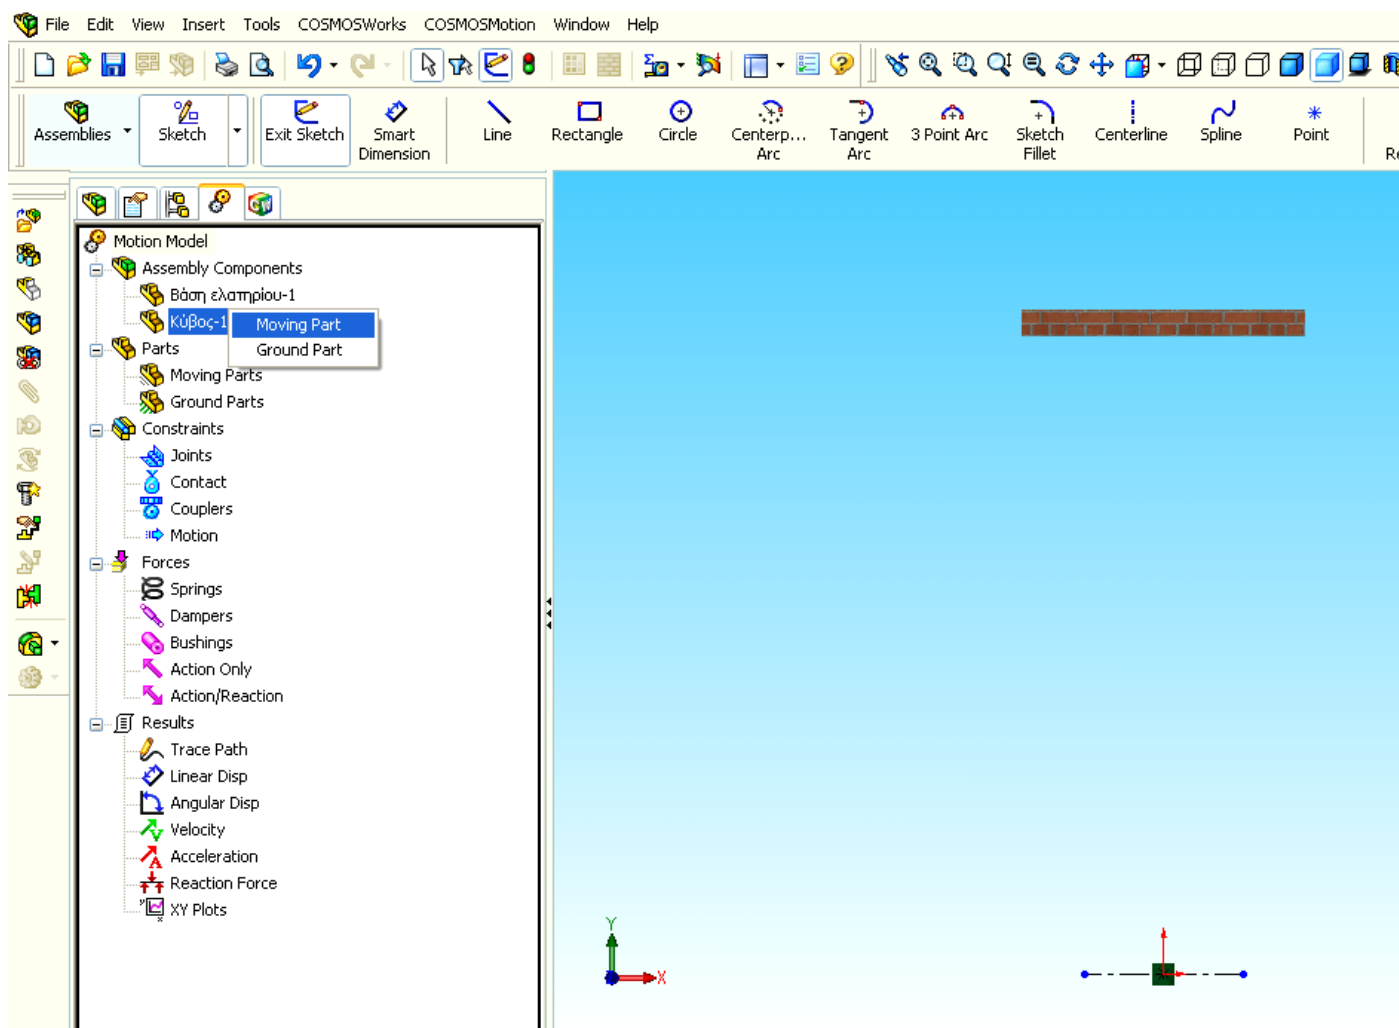 File Edit View Insert Tools COSMOSWorks COSMOSMotion Window Help
Assemblies Sketch Exit Sketch Smart Dimension Line Rectangle Circle Centerp... Arc Tangent Arc 3 Point Arc Sketch Fillet Centerline Spline Point
Motion Model
Assembly Components
Βάση ελατηρίου-1
Κύβος-1
Moving Part
Ground Part
Parts
Moving Parts
Ground Parts
Constraints
Joints
Contact
Couplers
Motion
Forces
Springs
Dampers
Bushings
Action Only
Action/Reaction
Results
Trace Path
Linear Disp
Angular Disp
Velocity
Acceleration
Reaction Force
XY Plots
Y
X